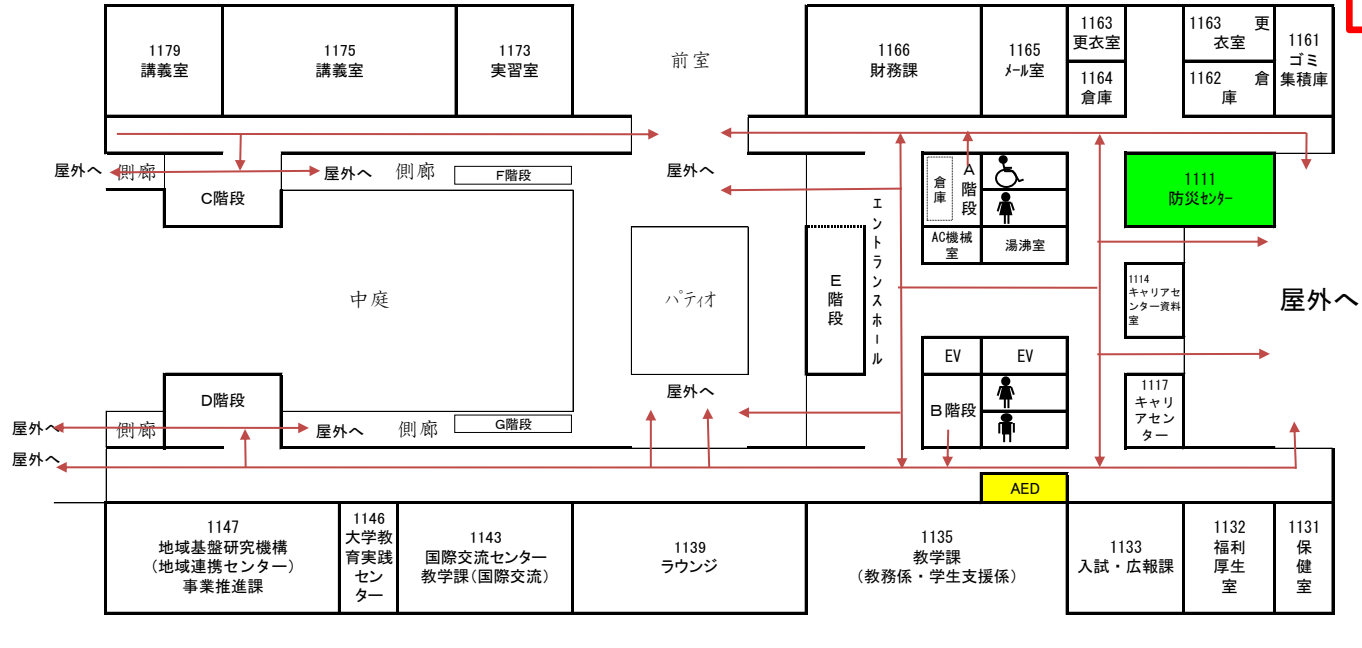 1179
講義室
1175
講義室
1173
実習室
前室
1166
財務課
1165
メール室
1163
更衣室
1164
倉庫
1163 更
衣室
1162 倉
庫
1161
ゴミ
集積庫
屋外へ
側廊
C階段
屋外へ
側廊
F階段
屋外へ
エントランスホール
倉庫
A階段
AC機械
室
湯沸室
1111
防災センター
中庭
パティオ
E階段
1114
キャリアセ
ンター資料
室
屋外へ
EV
EV
屋外へ
D階段
B階段
1117
キャリ
アセン
ター
屋外へ
側廊
屋外へ
側廊
G階段
屋外へ
AED
1147
地域基盤研究機構
(地域連携センター)
事業推進課
1146
大学教
育実践
セン
ター
1143
国際交流センター
教学課(国際交流)
1139
ラウンジ
1135
教学課
(教務係・学生支援係)
1133
入試・広報課
1132
福利
厚生
室
1131
保
健
室